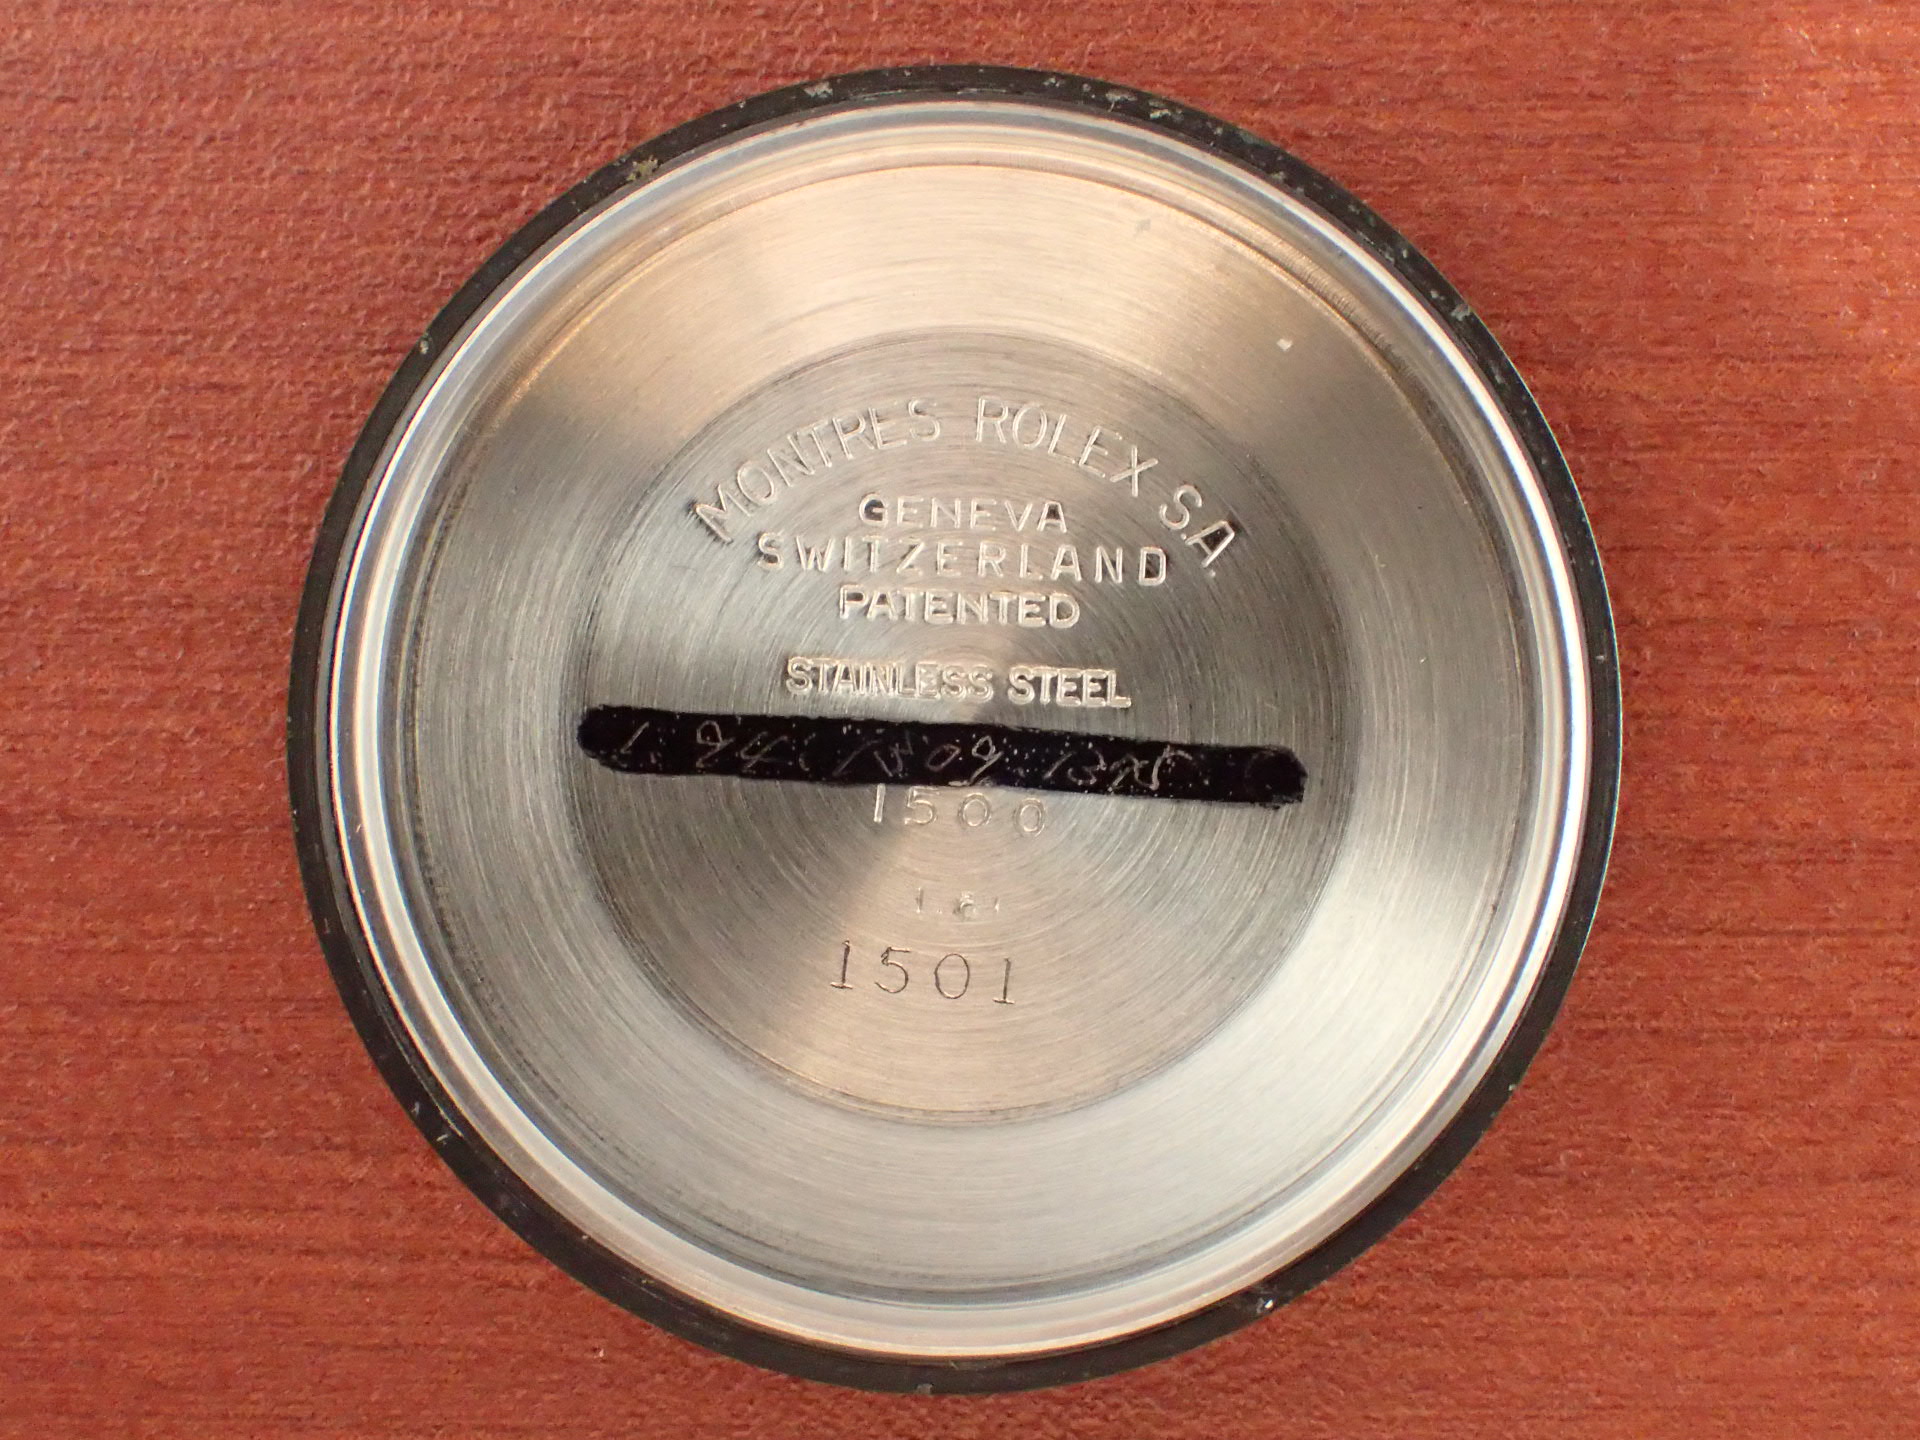 MONTRES ROLEX S.A.
GENEVA
SWITZERLAND
PATENTED
STAINLESS STEEL
1500
1501